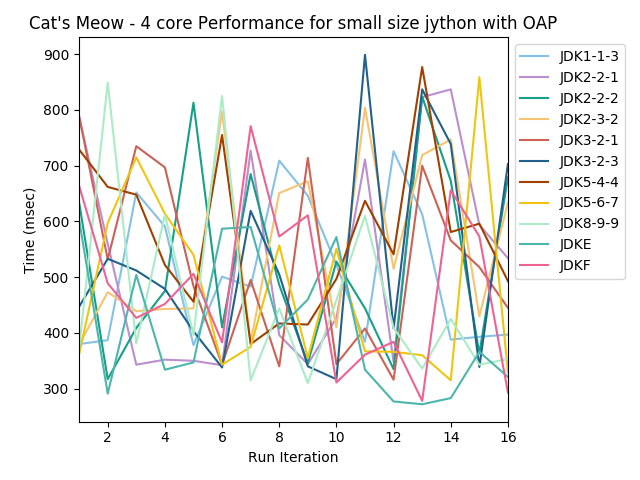 Cat's Meow - 4 core Performance for small size jython with OAP
900
800
700
600
500
400
300
Time (msec)
2 4 6 8 10 12 14 16
Run Iteration
JDK1-1-3
JDK2-2-1
JDK2-2-2
JDK2-3-2
JDK3-2-1
JDK3-2-3
JDK5-4-4
JDK5-6-7
JDK8-9-9
JDKE
JDKF